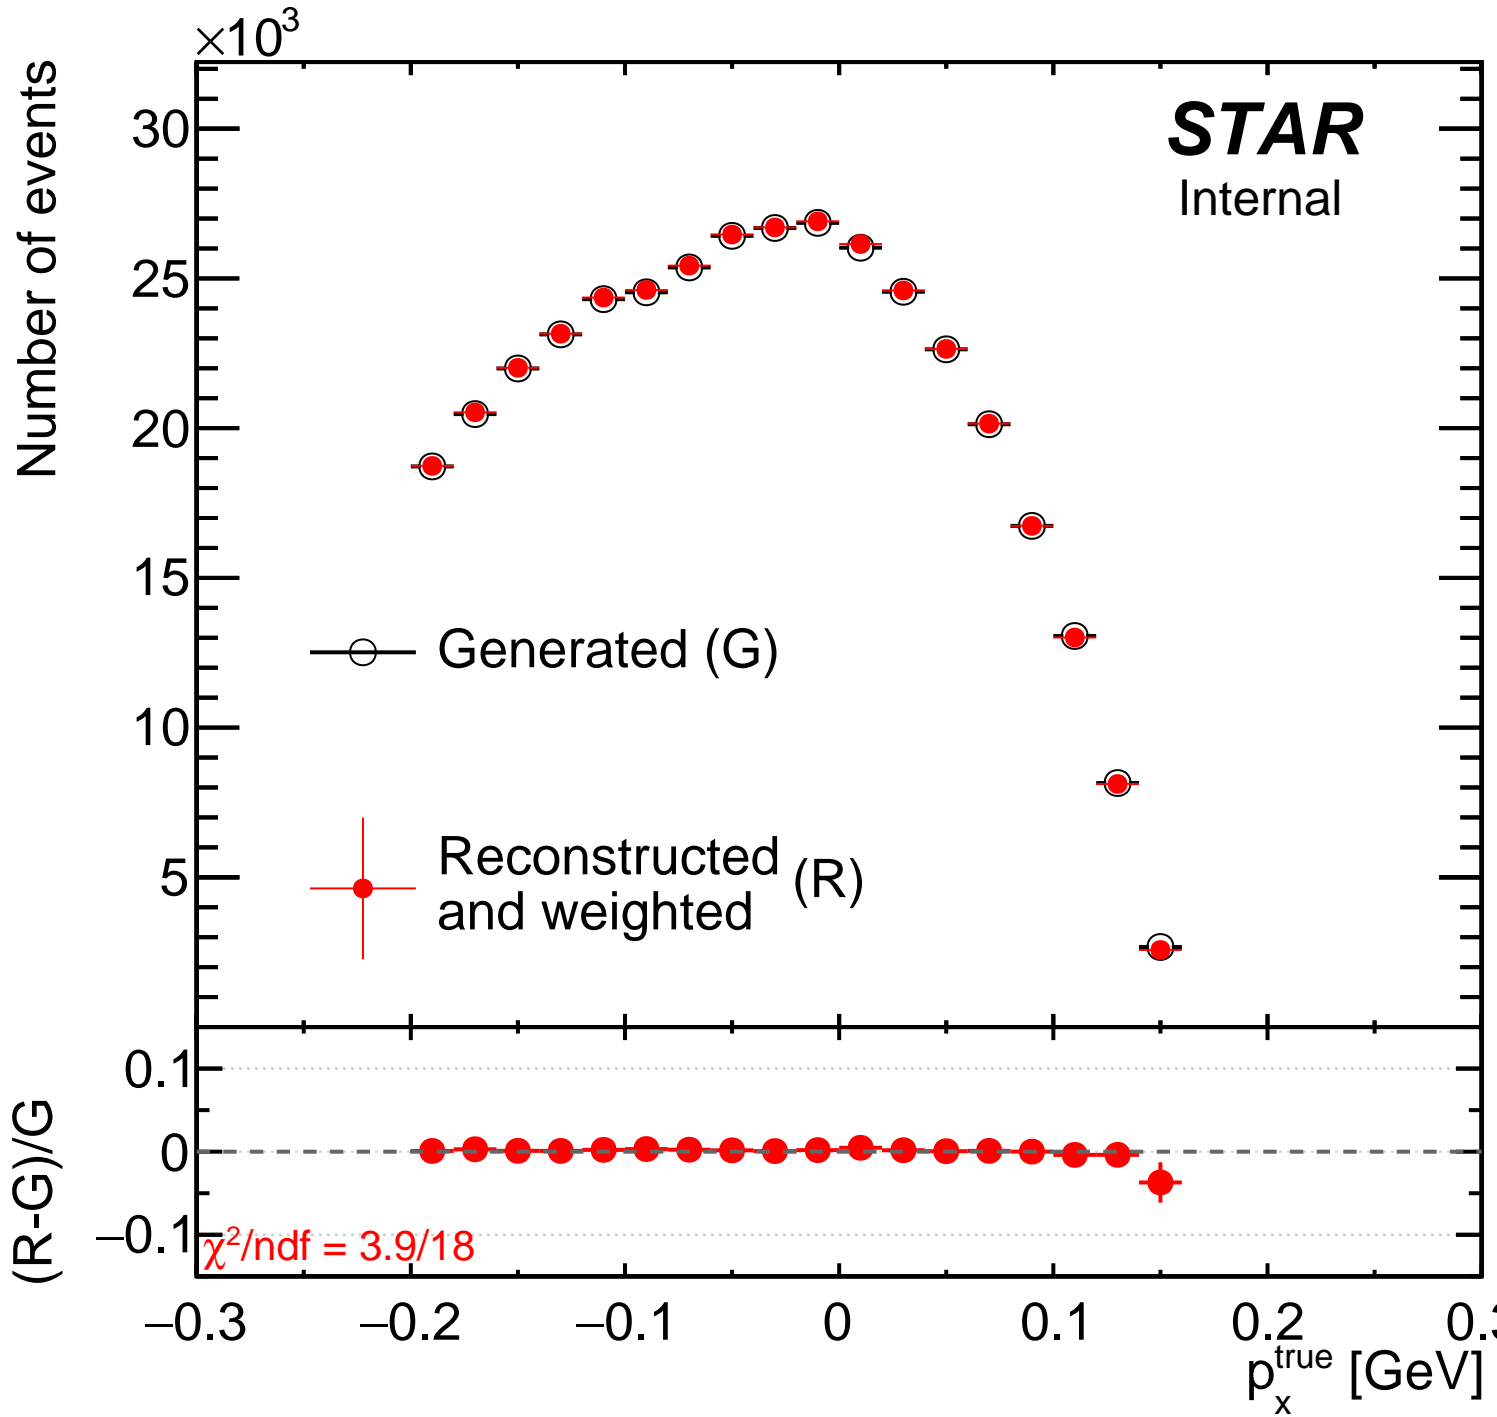 ×10³
Number of events
30
25
20
15
10
5
STAR
Internal
Generated (G)
Reconstructed
and weighted (R)
(R-G)/G
0.1
0
−0.1
χ²/ndf = 3.9/18
−0.3 −0.2 −0.1 0 0.1 0.2 0.3
p_x^true [GeV]